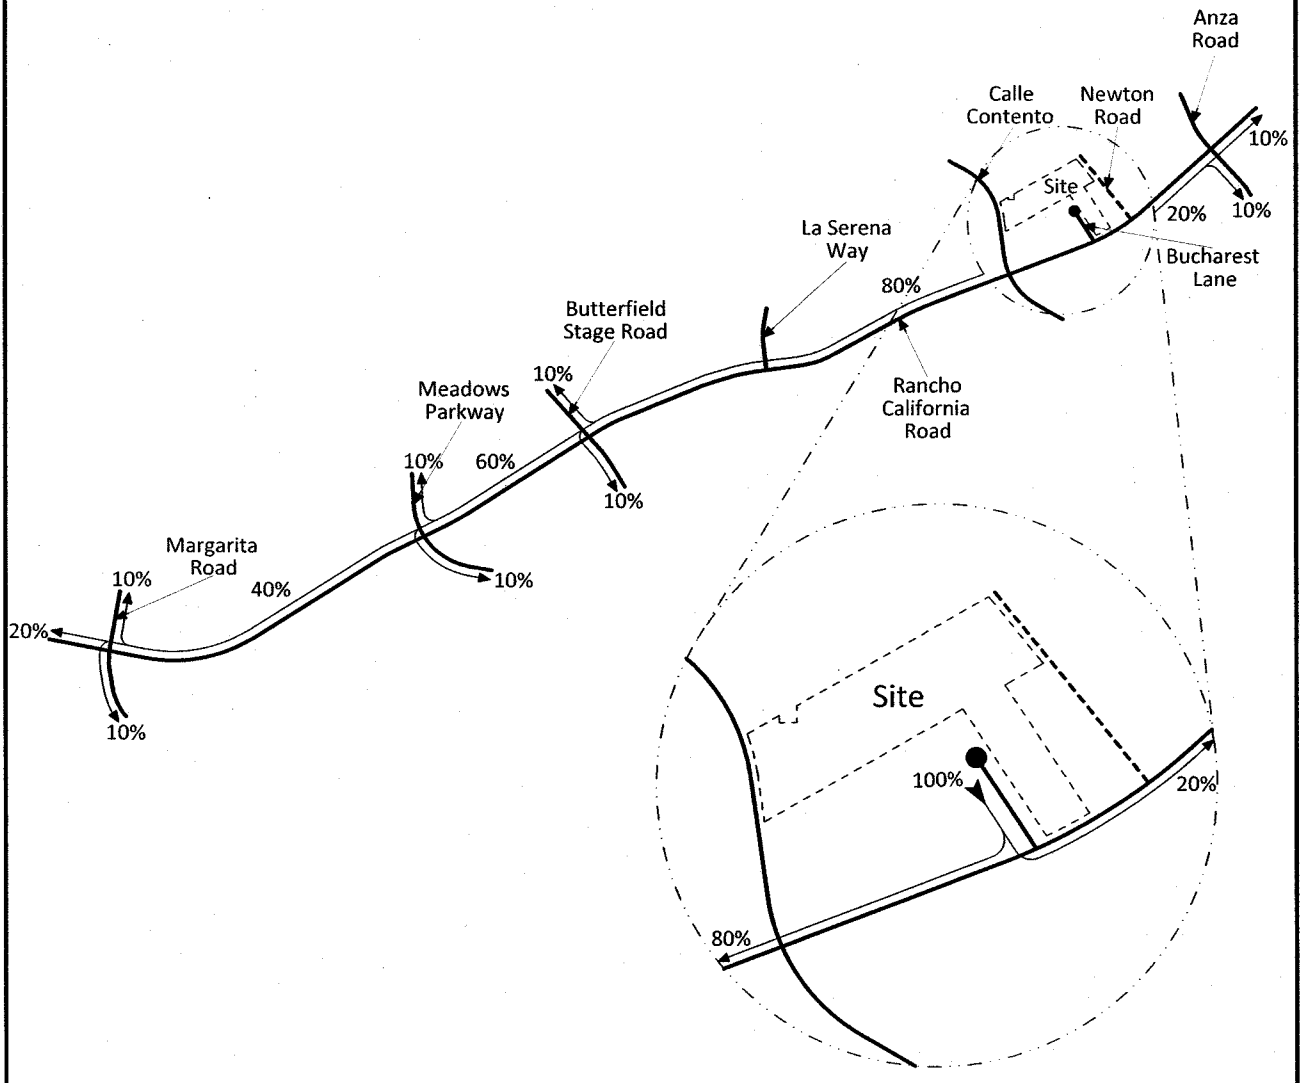 Anza
Road
Calle
Contento
Newton
Road
10%
Site
20%
10%
La Serena
Way
Bucharest
Lane
80%
Butterfield
Stage Road
10%
Rancho
California
Road
Meadows
Parkway
10%
60%
10%
Margarita
Road
10%
40%
10%
20%
10%
Site
100%
20%
80%